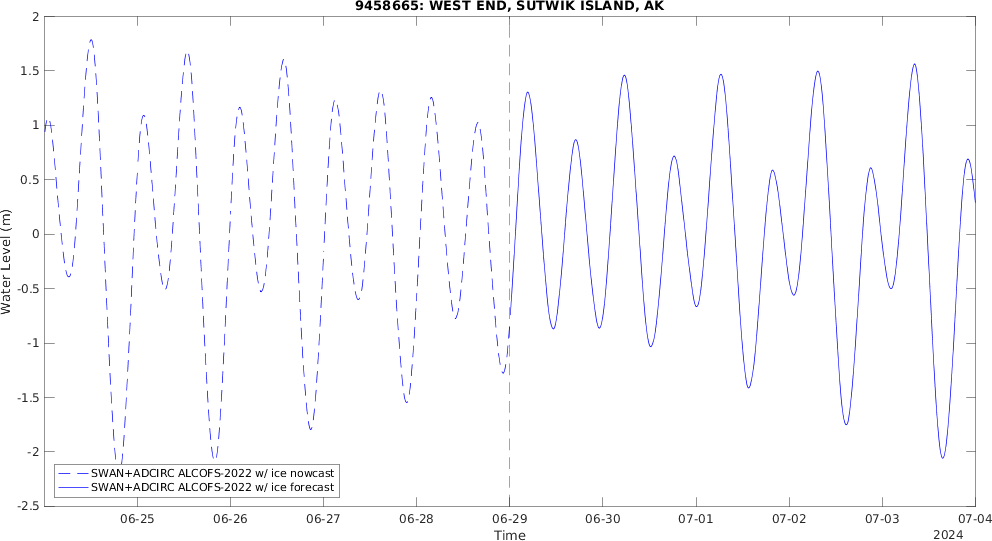 9458665: WEST END, SUTWIK ISLAND, AK
2
1.5
1
0.5
0
-0.5
-1
-1.5
-2
-2.5
Water Level (m)
SWAN+ADCIRC ALCOFS-2022 w/ ice nowcast
SWAN+ADCIRC ALCOFS-2022 w/ ice forecast
06-25 06-26 06-27 06-28 06-29 06-30 07-01 07-02 07-03 07-04
Time
2024